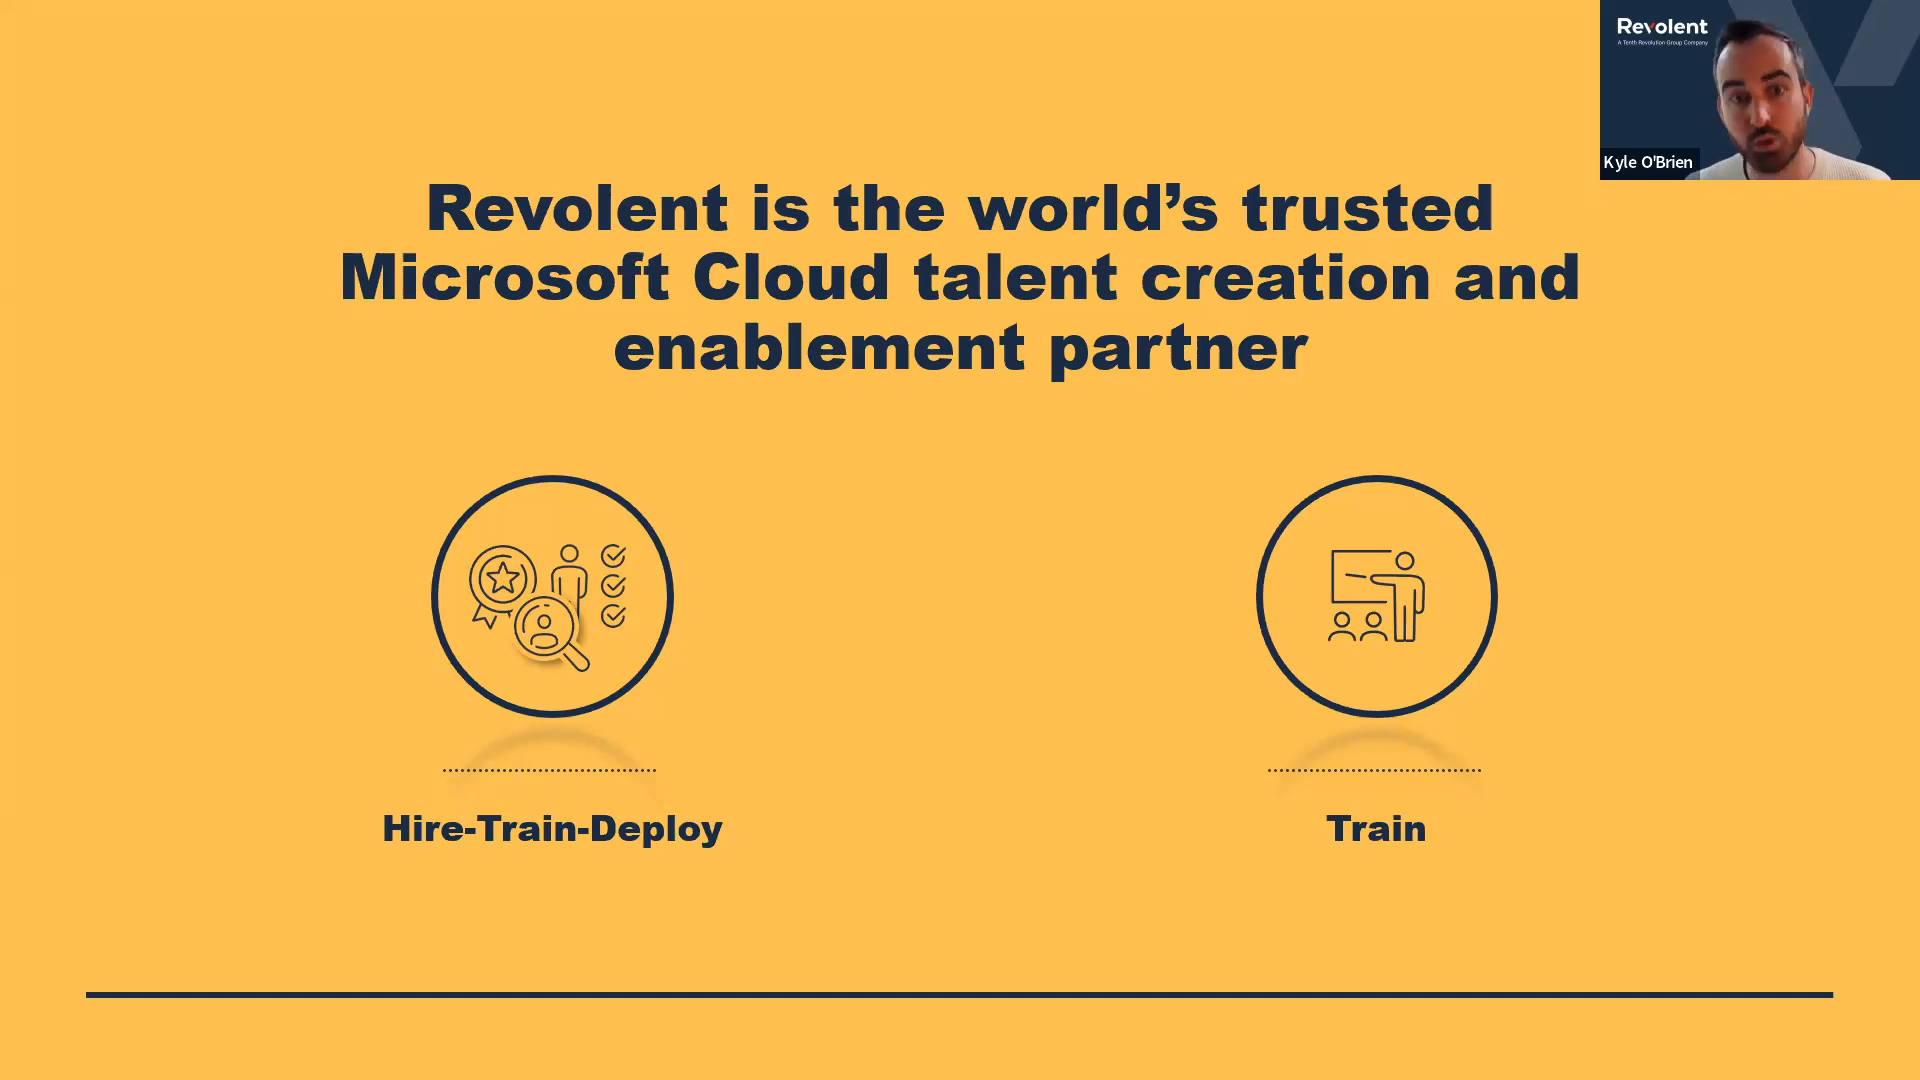 Revolent
A Tenth Revolution Group Company
Kyle O'Brien
Revolent is the world’s trusted
Microsoft Cloud talent creation and
enablement partner
Hire-Train-Deploy
Train